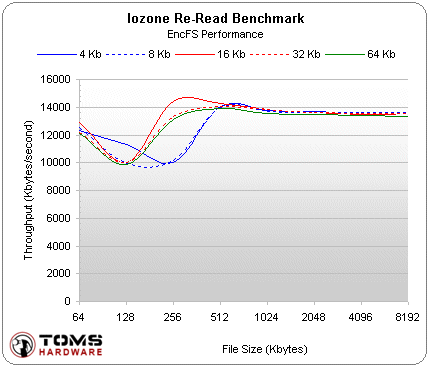 Iozone Re-Read Benchmark
EncFS Performance
4 Kb 8 Kb 16 Kb 32 Kb 64 Kb
16000
14000
12000
10000
8000
6000
4000
2000
0
Throughput (Kbytes/second)
64 128 256 512 1024 2048 4096 8192
File Size (Kbytes)
TOMS
HARDWARE